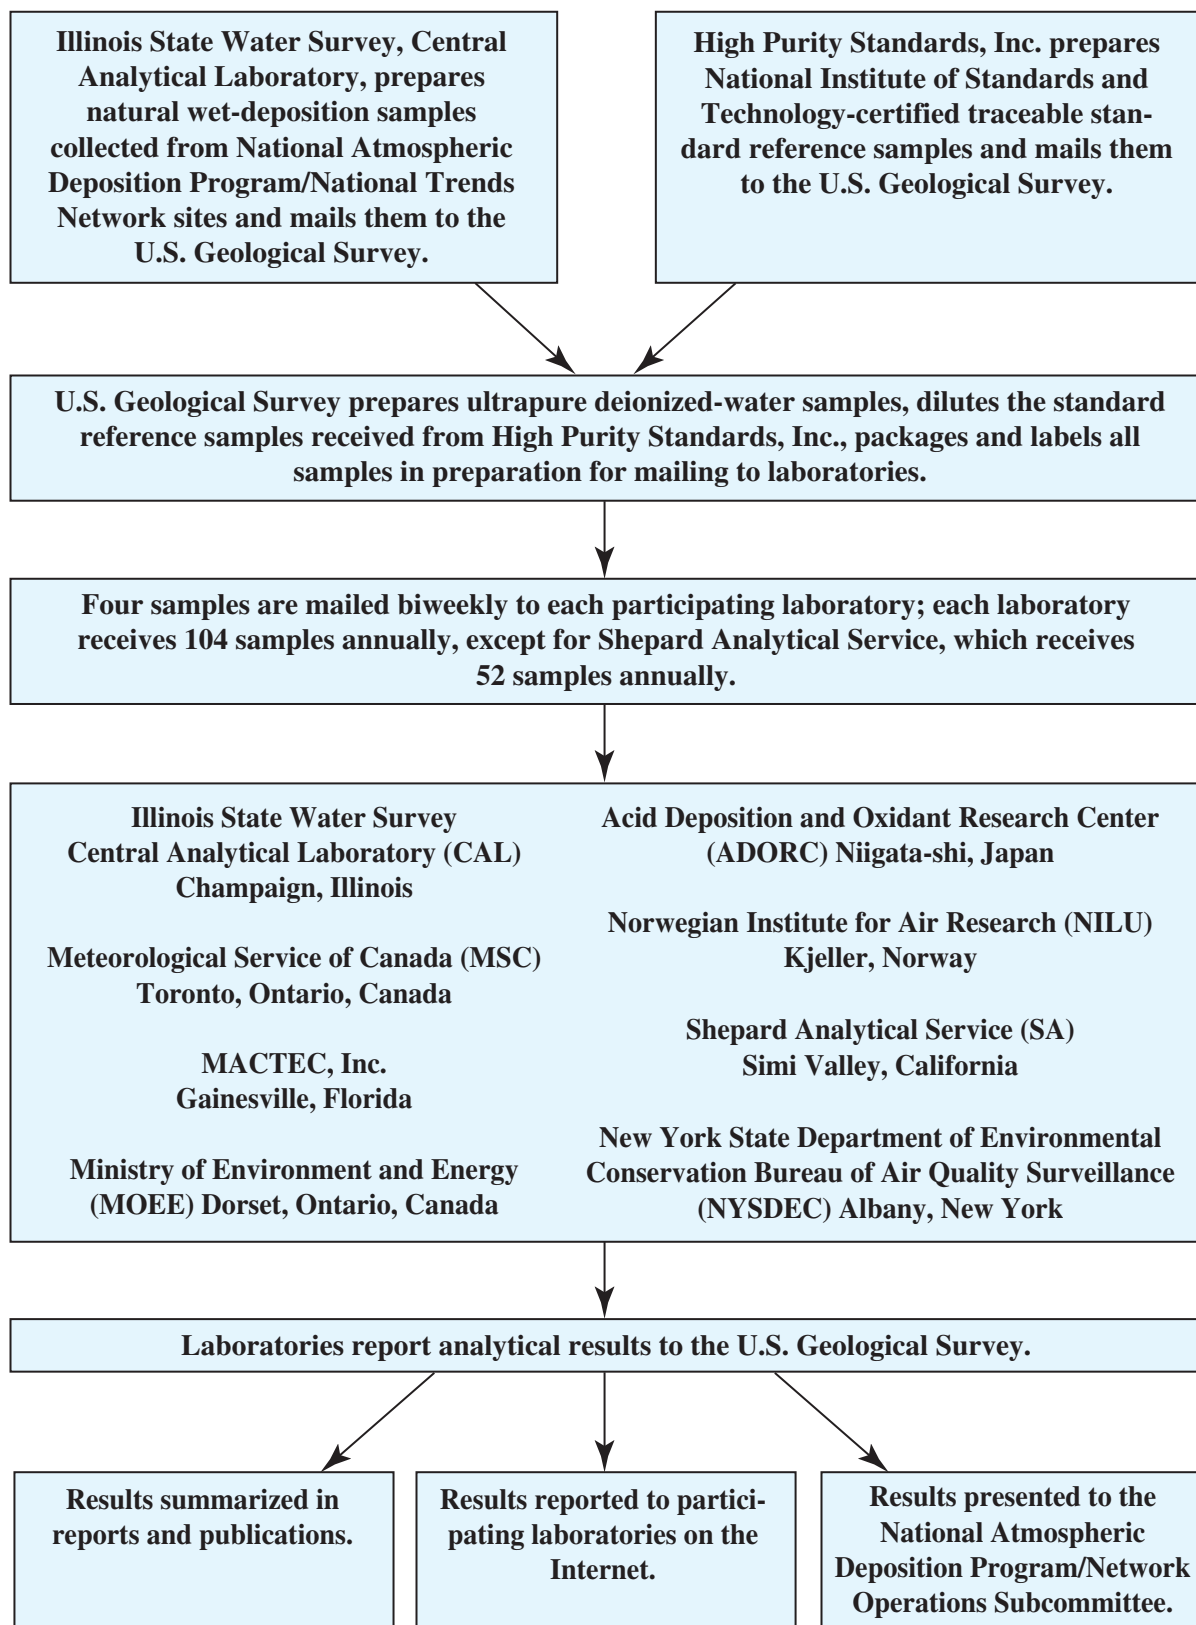 Illinois State Water Survey, Central
Analytical Laboratory, prepares
natural wet-deposition samples
collected from National Atmospheric
Deposition Program/National Trends
Network sites and mails them to the
U.S. Geological Survey.
High Purity Standards, Inc. prepares
National Institute of Standards and
Technology-certified traceable stan-
dard reference samples and mails them
to the U.S. Geological Survey.
U.S. Geological Survey prepares ultrapure deionized-water samples, dilutes the standard
reference samples received from High Purity Standards, Inc., packages and labels all
samples in preparation for mailing to laboratories.
Four samples are mailed biweekly to each participating laboratory; each laboratory
receives 104 samples annually, except for Shepard Analytical Service, which receives
52 samples annually.
Illinois State Water Survey
Central Analytical Laboratory (CAL)
Champaign, Illinois
Meteorological Service of Canada (MSC)
Toronto, Ontario, Canada
MACTEC, Inc.
Gainesville, Florida
Ministry of Environment and Energy
(MOEE) Dorset, Ontario, Canada
Acid Deposition and Oxidant Research Center
(ADORC) Niigata-shi, Japan
Norwegian Institute for Air Research (NILU)
Kjeller, Norway
Shepard Analytical Service (SA)
Simi Valley, California
New York State Department of Environmental
Conservation Bureau of Air Quality Surveillance
(NYSDEC) Albany, New York
Laboratories report analytical results to the U.S. Geological Survey.
Results summarized in
reports and publications.
Results reported to partici-
pating laboratories on the
Internet.
Results presented to the
National Atmospheric
Deposition Program/Network
Operations Subcommittee.